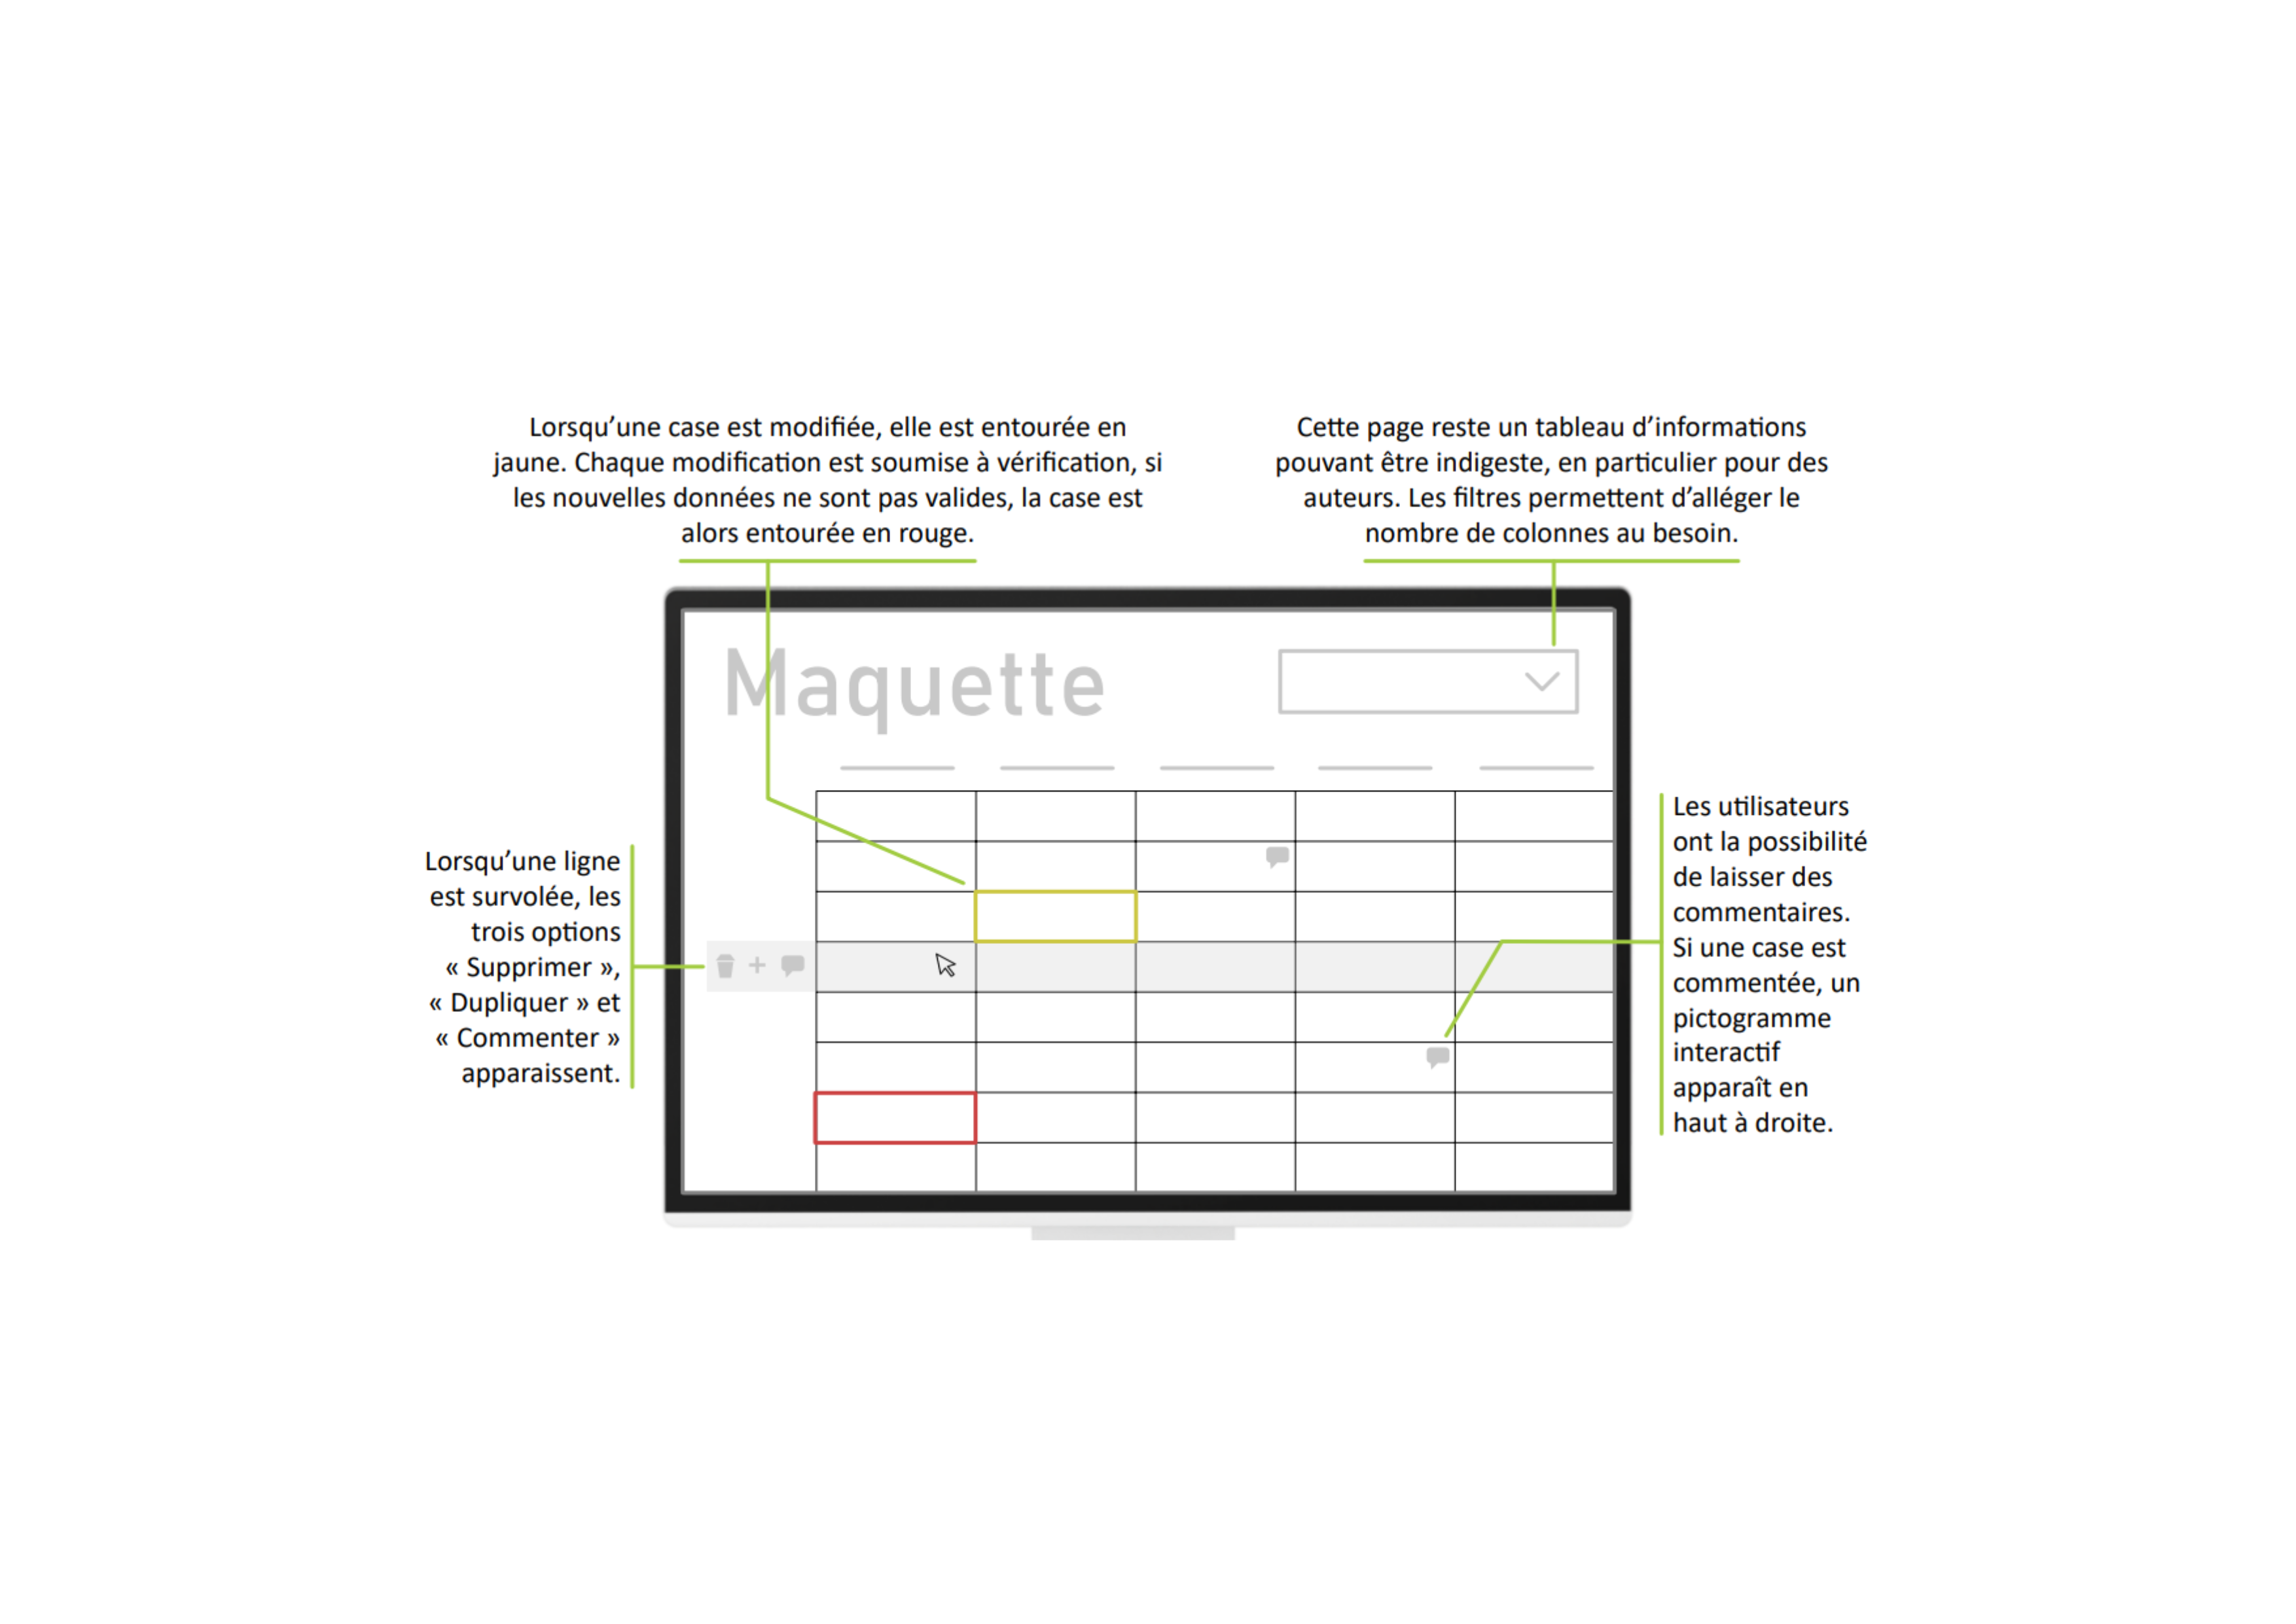 Lorsqu’une case est modifiée, elle est entourée en
jaune. Chaque modification est soumise à vérification, si
les nouvelles données ne sont pas valides, la case est
alors entourée en rouge.
Cette page reste un tableau d’informations
pouvant être indigeste, en particulier pour des
auteurs. Les filtres permettent d’alléger le
nombre de colonnes au besoin.
Maquette
Lorsqu’une ligne
est survolée, les
trois options
« Supprimer »,
« Dupliquer » et
« Commenter »
apparaissent.
Les utilisateurs
ont la possibilité
de laisser des
commentaires.
Si une case est
commentée, un
pictogramme
interactif
apparaît en
haut à droite.